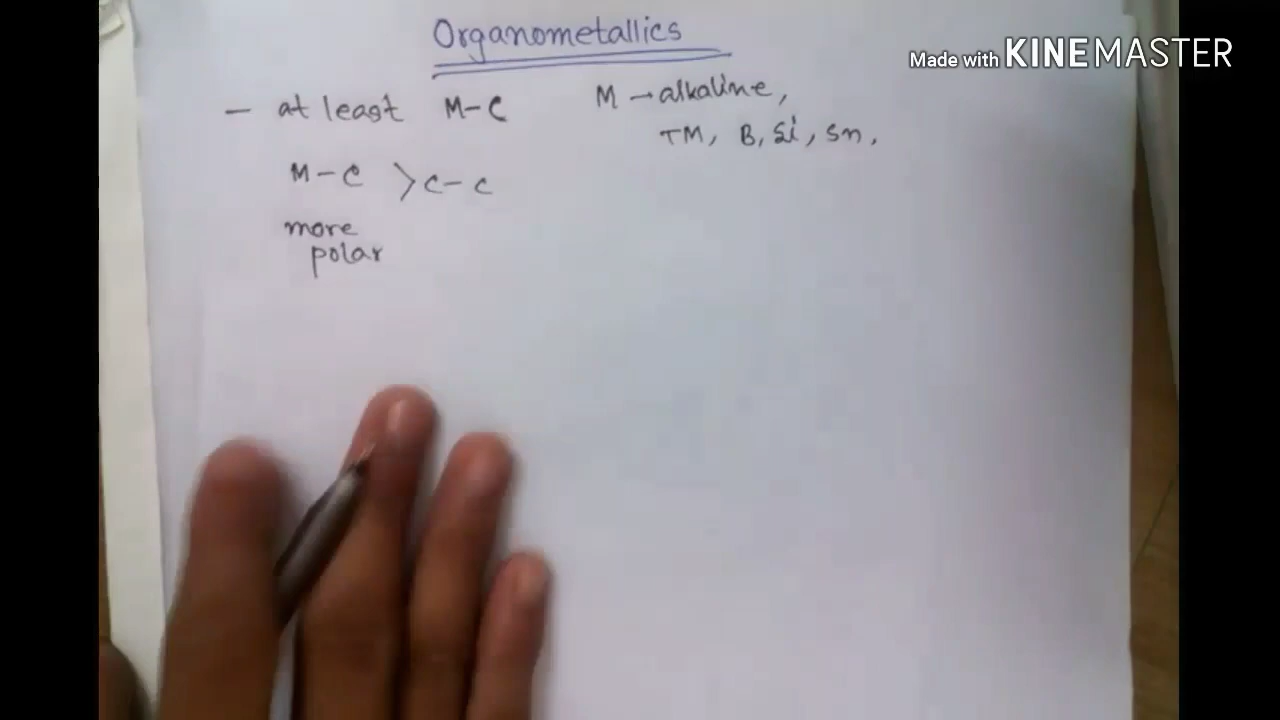 Organometallics
Made with KINEMASTER
- at least M-C M → alkaline,
TM, B, Si, Sn,
M-C > C-C
more
polar